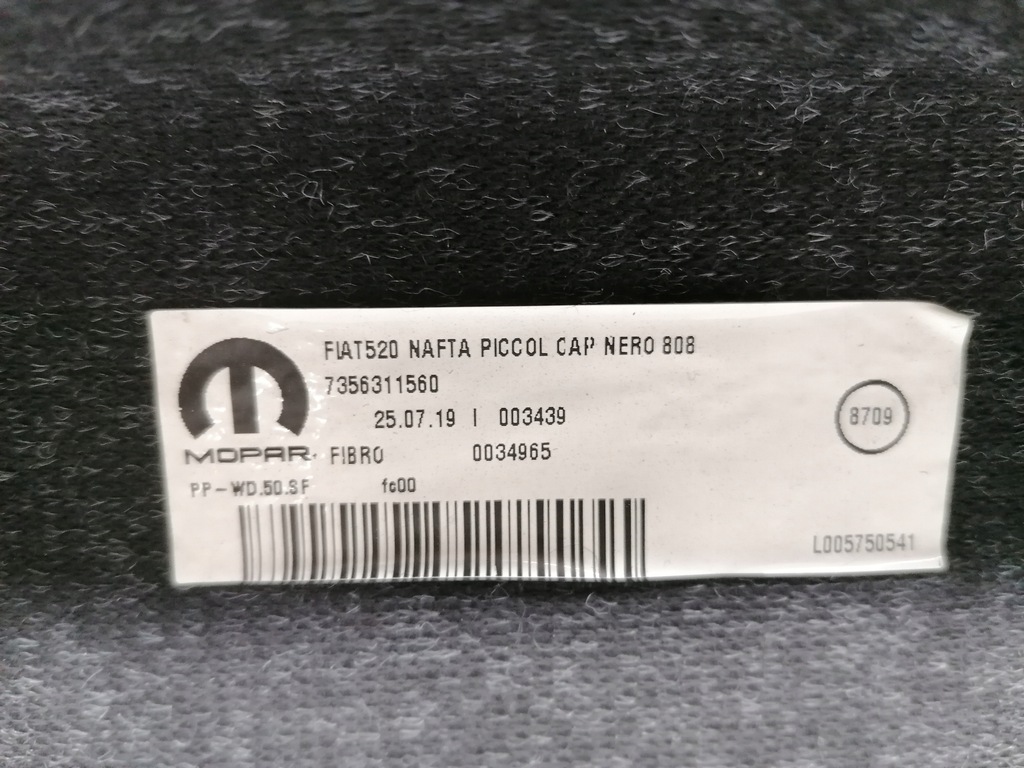 FIAT520 NAFTA PICCOL CAP NERO 808
7356311560
25.07.19 | 003439
8709
MOPAR
FIBRO 0034965
PP-WD.50.SF fc00
L005750541